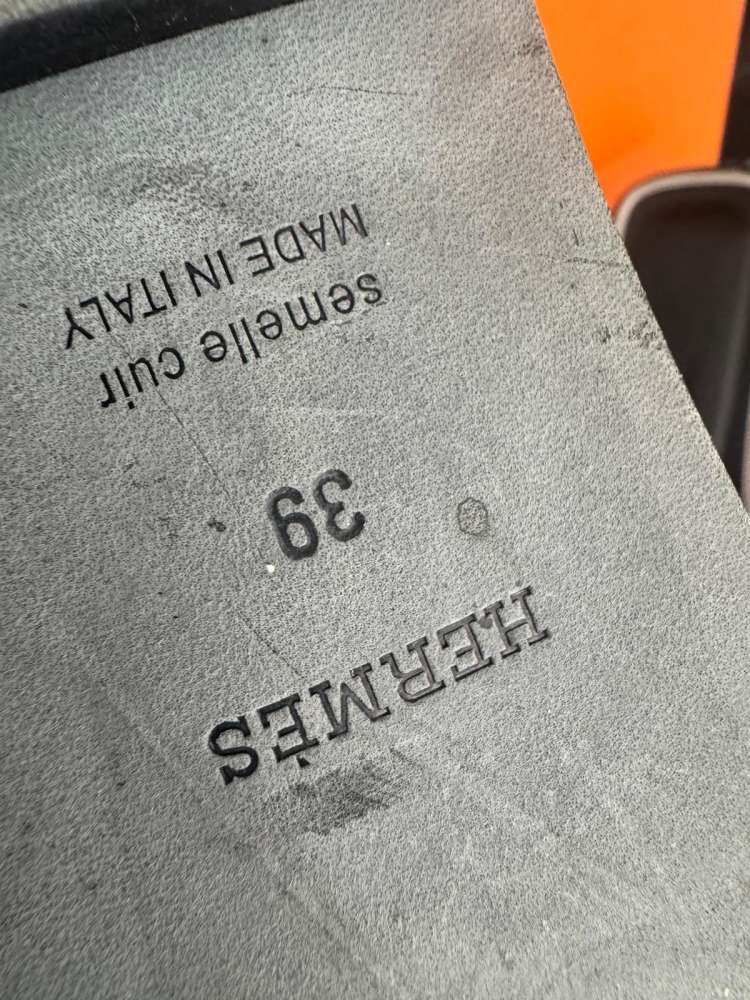 HERMÈS
39
semelle cuir
MADE IN ITALY